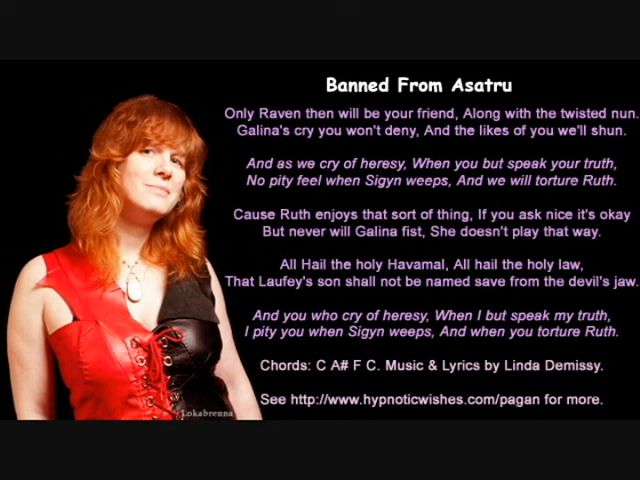 Banned From Asatru
Only Raven then will be your friend, Along with the twisted nun.
Galina's cry you won't deny, And the likes of you we'll shun.
And as we cry of heresy, When you but speak your truth,
No pity feel when Sigyn weeps, And we will torture Ruth.
Cause Ruth enjoys that sort of thing, If you ask nice it's okay
But never will Galina fist, She doesn't play that way.
All Hail the holy Havamal, All hail the holy law,
That Laufey's son shall not be named save from the devil's jaw.
And you who cry of heresy, When I but speak my truth,
I pity you when Sigyn weeps, And when you torture Ruth.
Chords: C A# F C. Music & Lyrics by Linda Demissy.
See http://www.hypnoticwishes.com/pagan for more.
Lokabrenna